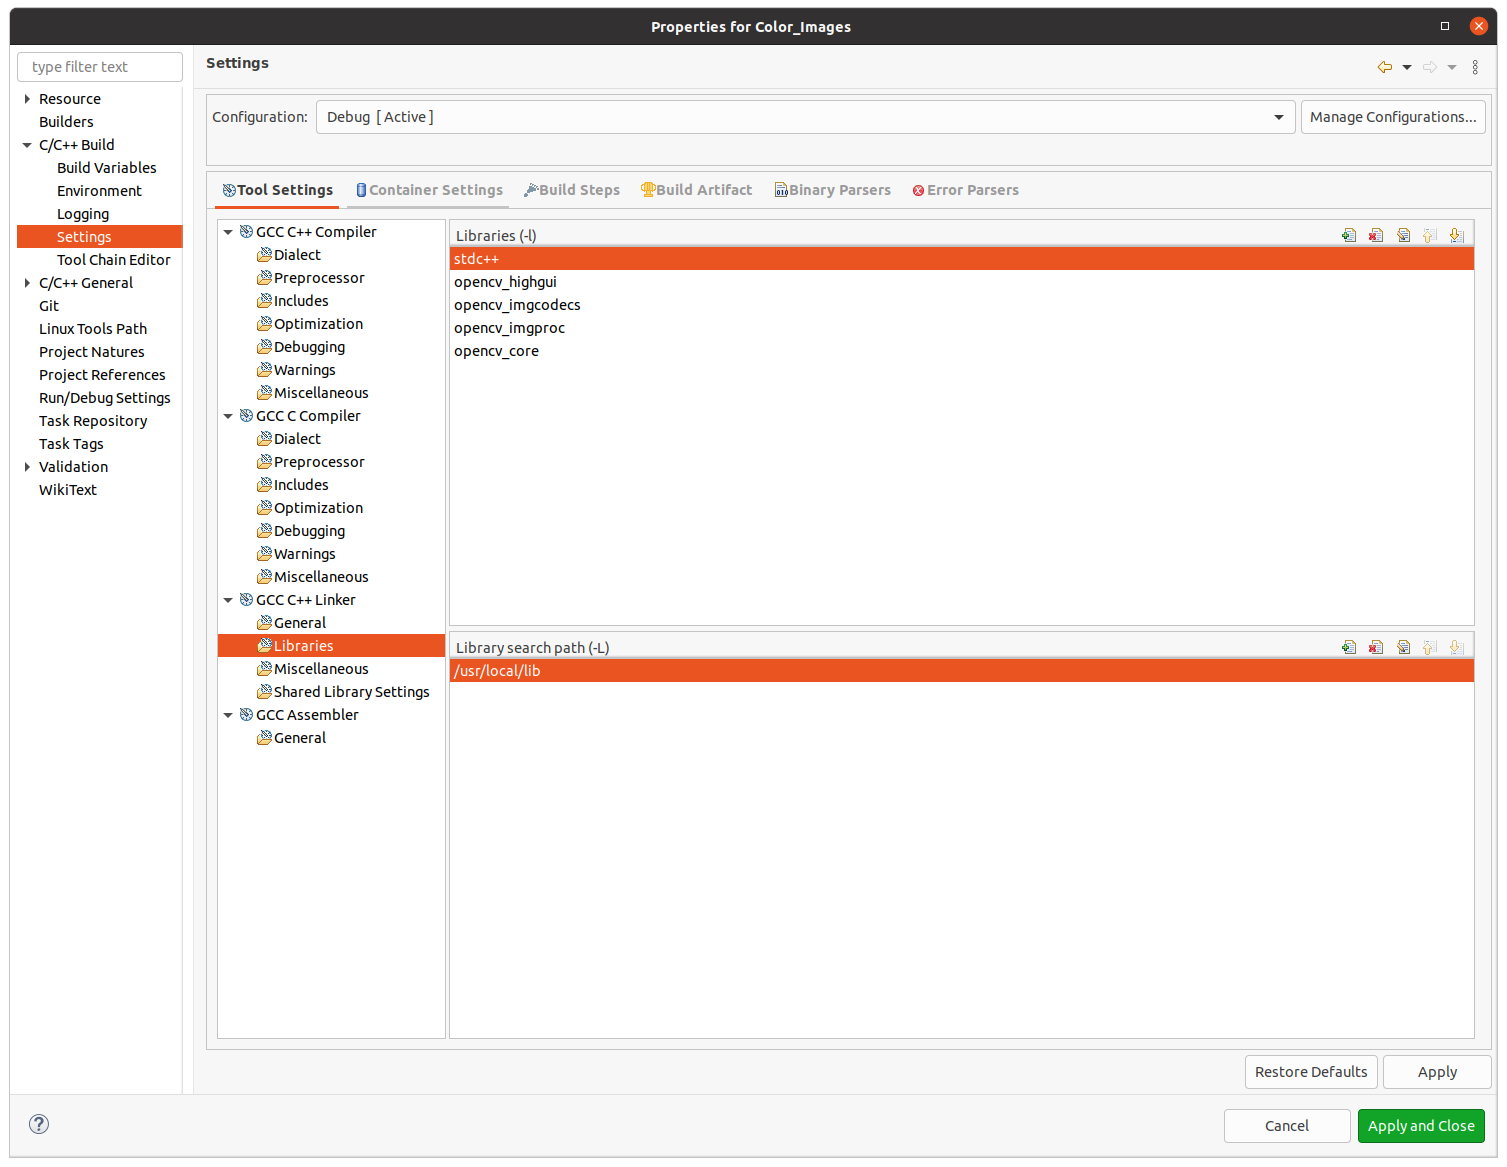 Properties for Color_Images
type filter text
Resource
Builders
C/C++ Build
Build Variables
Environment
Logging
Settings
Tool Chain Editor
C/C++ General
Git
Linux Tools Path
Project Natures
Project References
Run/Debug Settings
Task Repository
Task Tags
Validation
WikiText
Settings
Configuration: Debug [ Active ] Manage Configurations...
Tool Settings Container Settings Build Steps Build Artifact Binary Parsers Error Parsers
GCC C++ Compiler
Dialect
Preprocessor
Includes
Optimization
Debugging
Warnings
Miscellaneous
GCC C Compiler
Dialect
Preprocessor
Includes
Optimization
Debugging
Warnings
Miscellaneous
GCC C++ Linker
General
Libraries
Miscellaneous
Shared Library Settings
GCC Assembler
General
Libraries (-l)
stdc++
opencv_highgui
opencv_imgcodecs
opencv_imgproc
opencv_core
Library search path (-L)
/usr/local/lib
Restore Defaults Apply
? Cancel Apply and Close